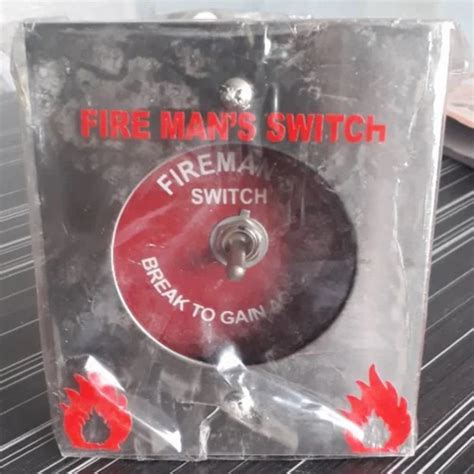 FIRE MAN'S SWITCH
FIREMAN
SWITCH
BREAK TO GAIN